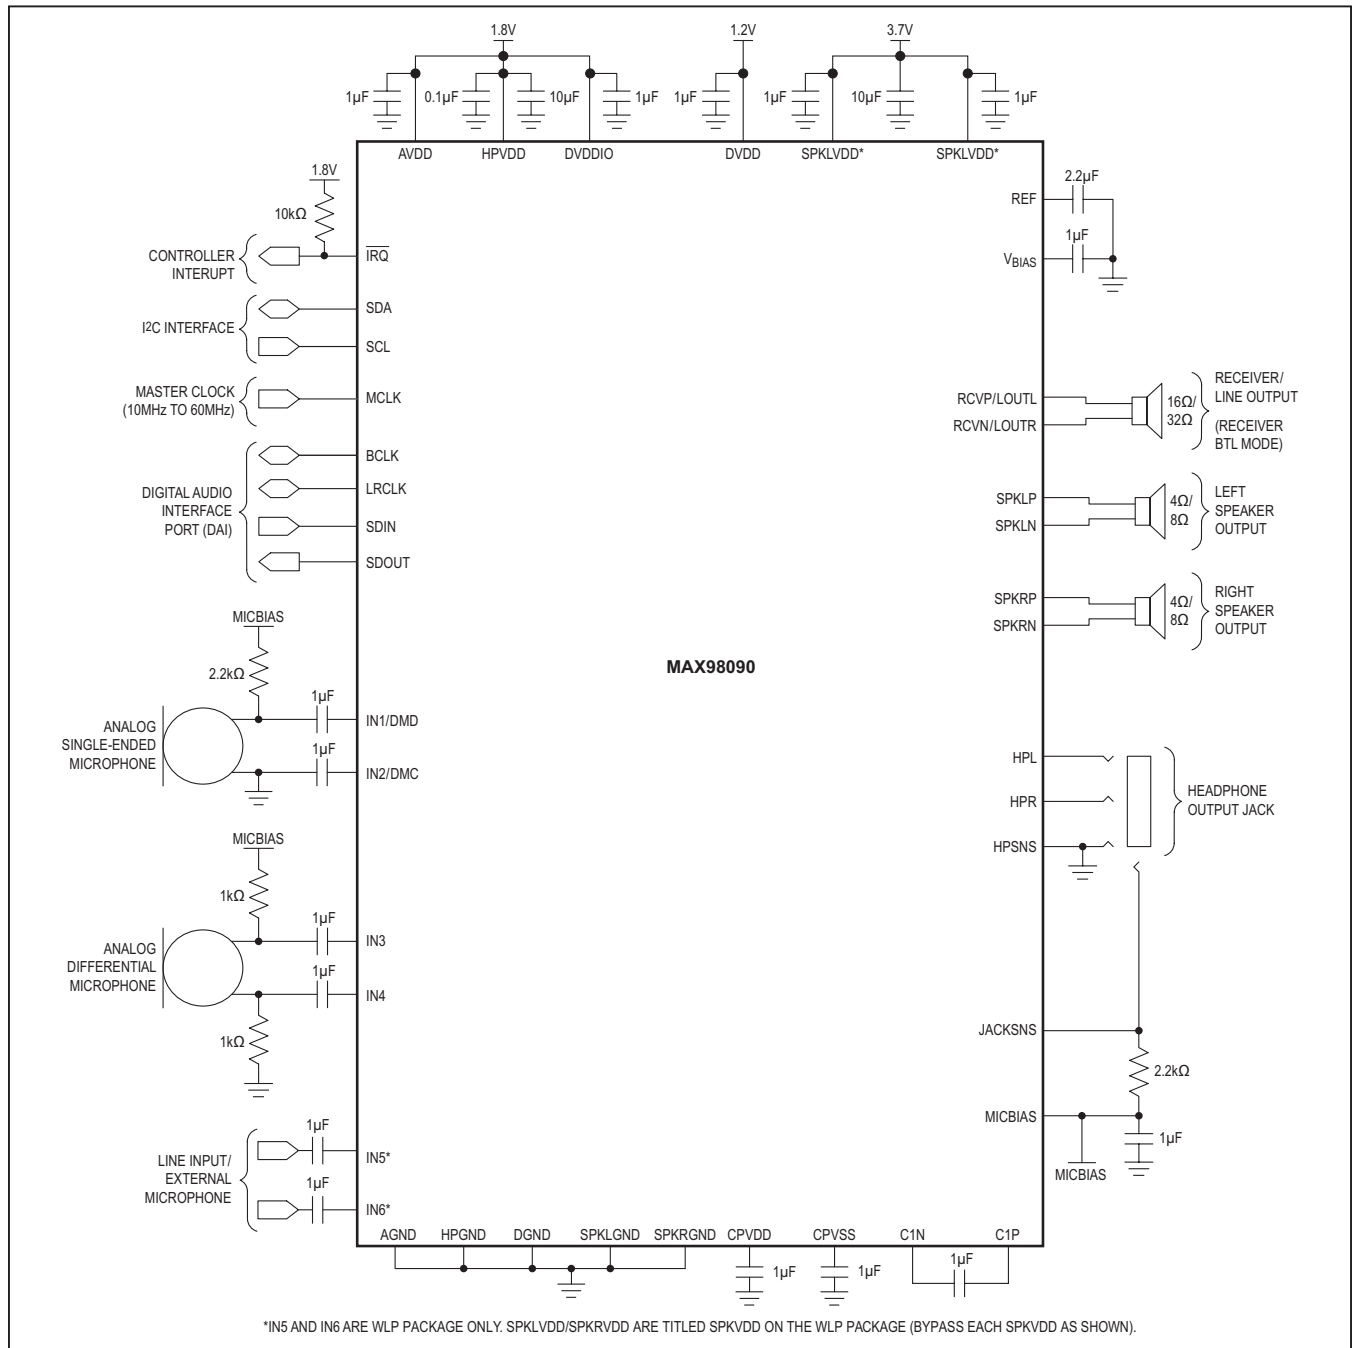 1.8V
1.2V
3.7V
1µF
0.1µF
10µF
1µF
1µF
1µF
10µF
1µF
AVDD
HPVDD
DVDDIO
DVDD
SPKLVDD*
SPKLVDD*
1.8V
10kΩ
CONTROLLER
INTERUPT
IRQ
I2C INTERFACE
SDA
SCL
MASTER CLOCK
(10MHz TO 60MHz)
MCLK
DIGITAL AUDIO
INTERFACE
PORT (DAI)
BCLK
LRCLK
SDIN
SDOUT
MICBIAS
2.2kΩ
1µF
ANALOG
SINGLE-ENDED
MICROPHONE
IN1/DMD
1µF
IN2/DMC
MICBIAS
1kΩ
1µF
ANALOG
DIFFERENTIAL
MICROPHONE
IN3
1µF
IN4
1kΩ
1µF
LINE INPUT/
EXTERNAL
MICROPHONE
IN5*
1µF
IN6*
MAX98090
2.2µF
REF
1µF
VBIAS
RCVP/LOUTL
RCVN/LOUTR
16Ω/
32Ω
RECEIVER/
LINE OUTPUT
(RECEIVER
BTL MODE)
SPKLP
SPKLN
4Ω/
8Ω
LEFT
SPEAKER
OUTPUT
SPKRP
SPKRN
4Ω/
8Ω
RIGHT
SPEAKER
OUTPUT
HPL
HPR
HPSNS
HEADPHONE
OUTPUT JACK
JACKSNS
2.2kΩ
MICBIAS
1µF
MICBIAS
AGND
HPGND
DGND
SPKLGND
SPKRGND
CPVDD
CPVSS
C1N
C1P
1µF
1µF
1µF
*IN5 AND IN6 ARE WLP PACKAGE ONLY. SPKLVDD/SPKRVDD ARE TITLED SPKVDD ON THE WLP PACKAGE (BYPASS EACH SPKVDD AS SHOWN).